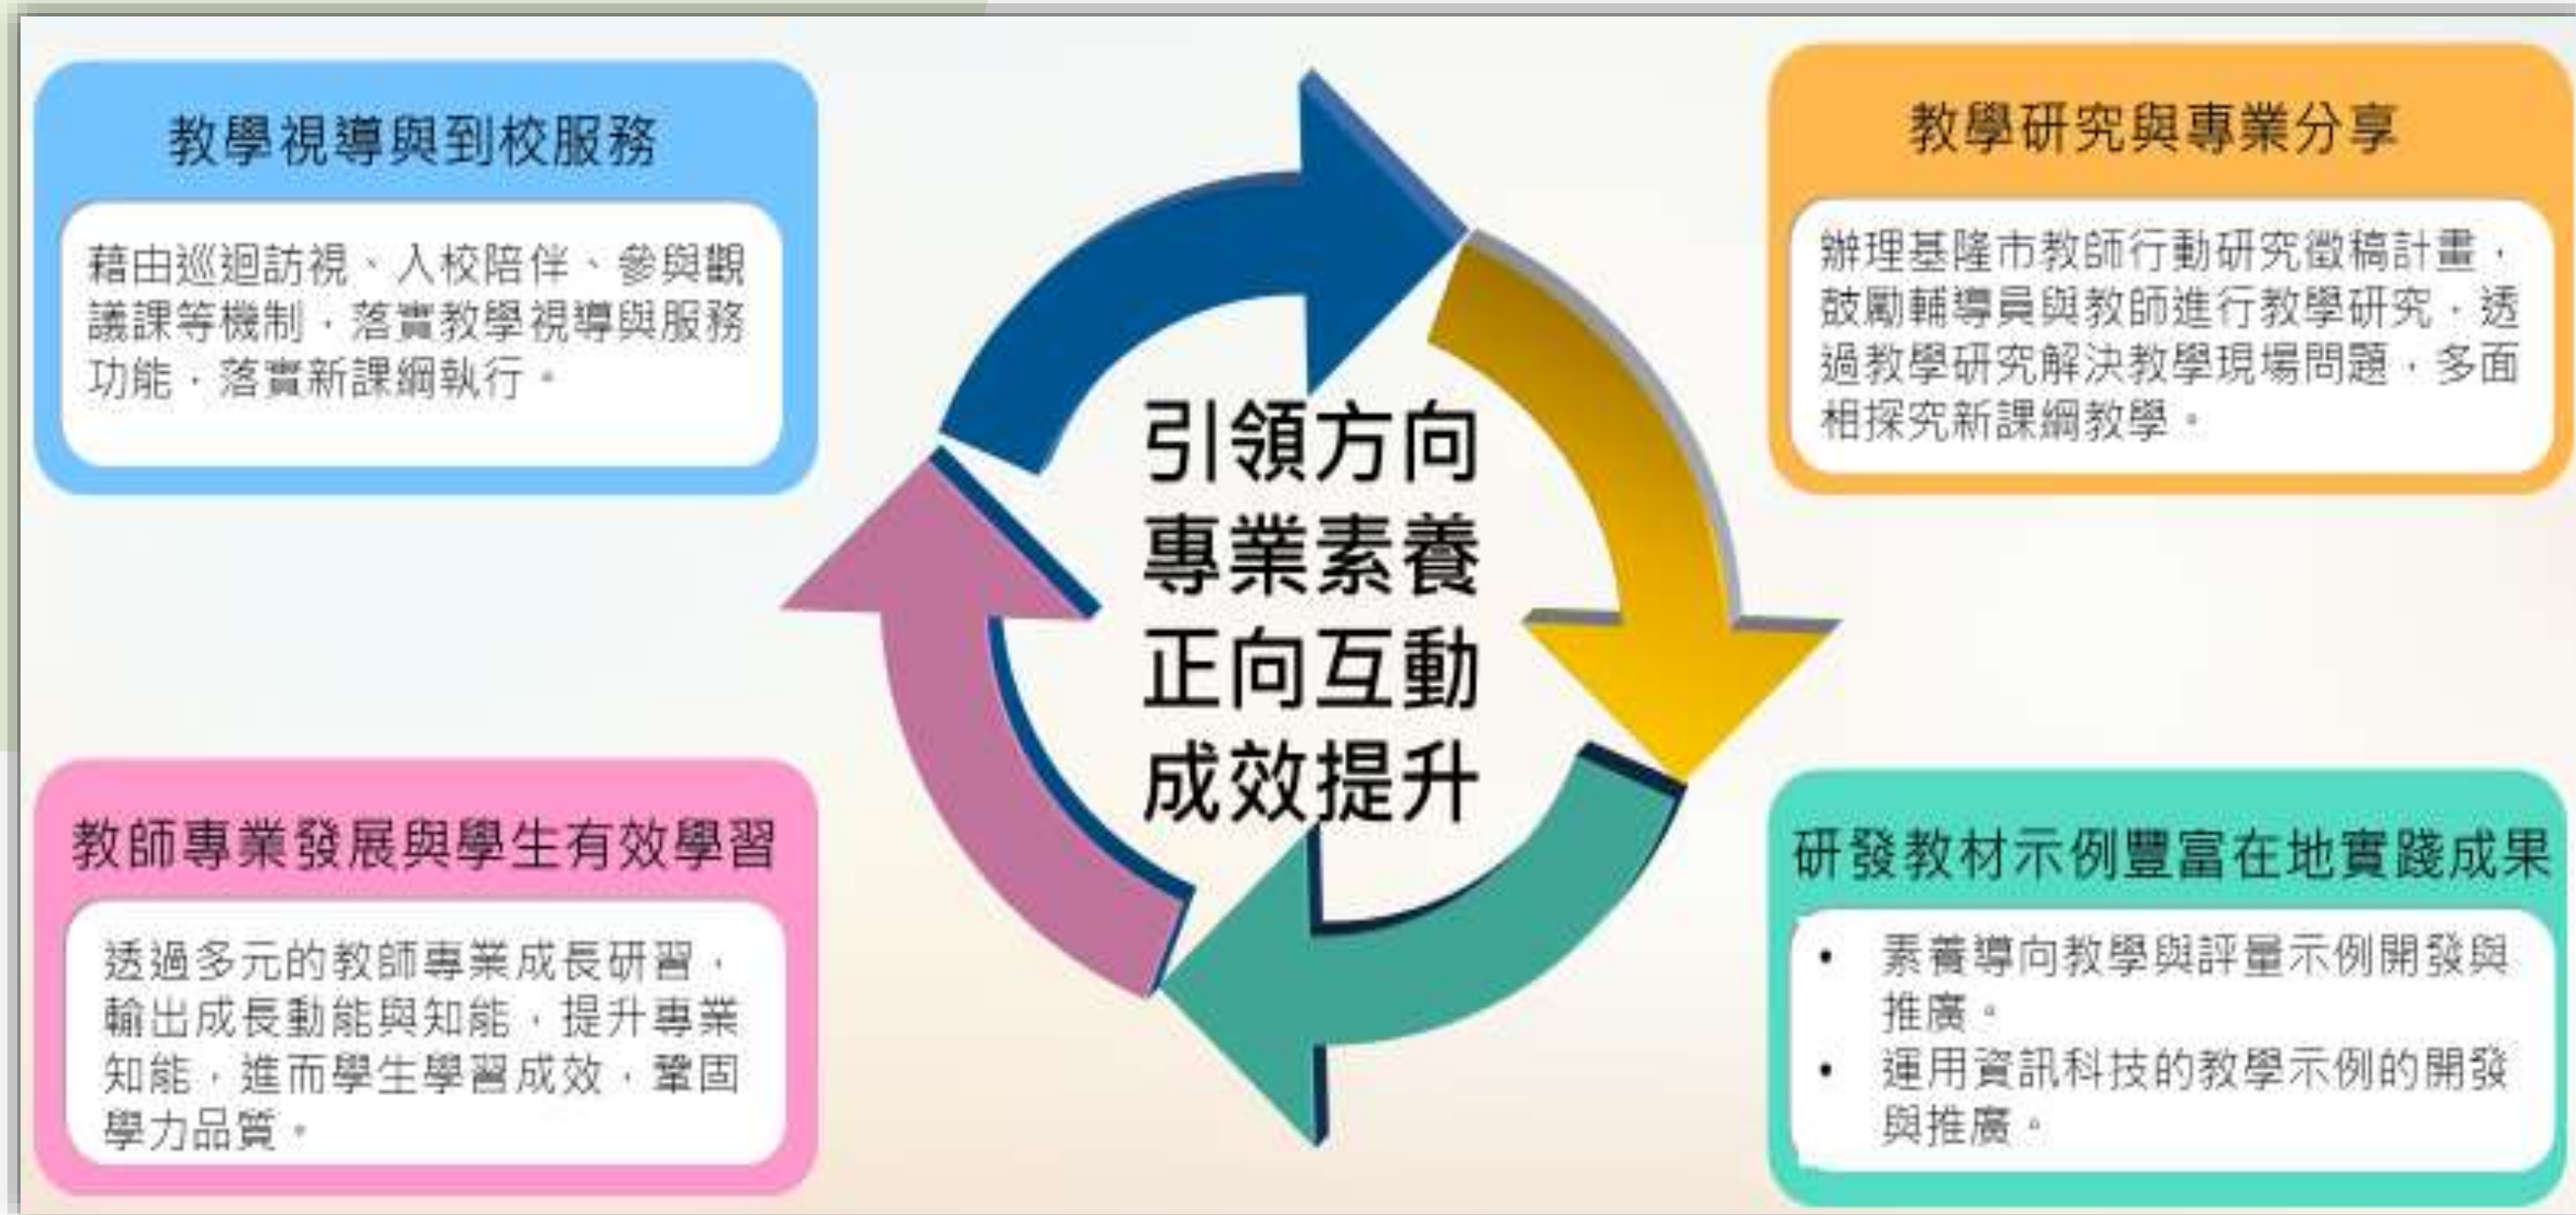 教學視導與到校服務
藉由巡迴訪視、入校陪伴、參與觀
議課等機制，落實教學視導與服務
功能，落實新課綱執行。
教學研究與專業分享
辦理基隆市教師行動研究徵稿計畫，
鼓勵輔導員與教師進行教學研究，透
過教學研究解決教學現場問題，多面
相探究新課綱教學。
引領方向
專業素養
正向互動
成效提升
教師專業發展與學生有效學習
透過多元的教師專業成長研習，
輸出成長動能與知能，提升專業
知能，進而學生學習成效，鞏固
學力品質。
研發教材示例豐富在地實踐成果
• 素養導向教學與評量示例開發與
推廣。
• 運用資訊科技的教學示例的開發
與推廣。